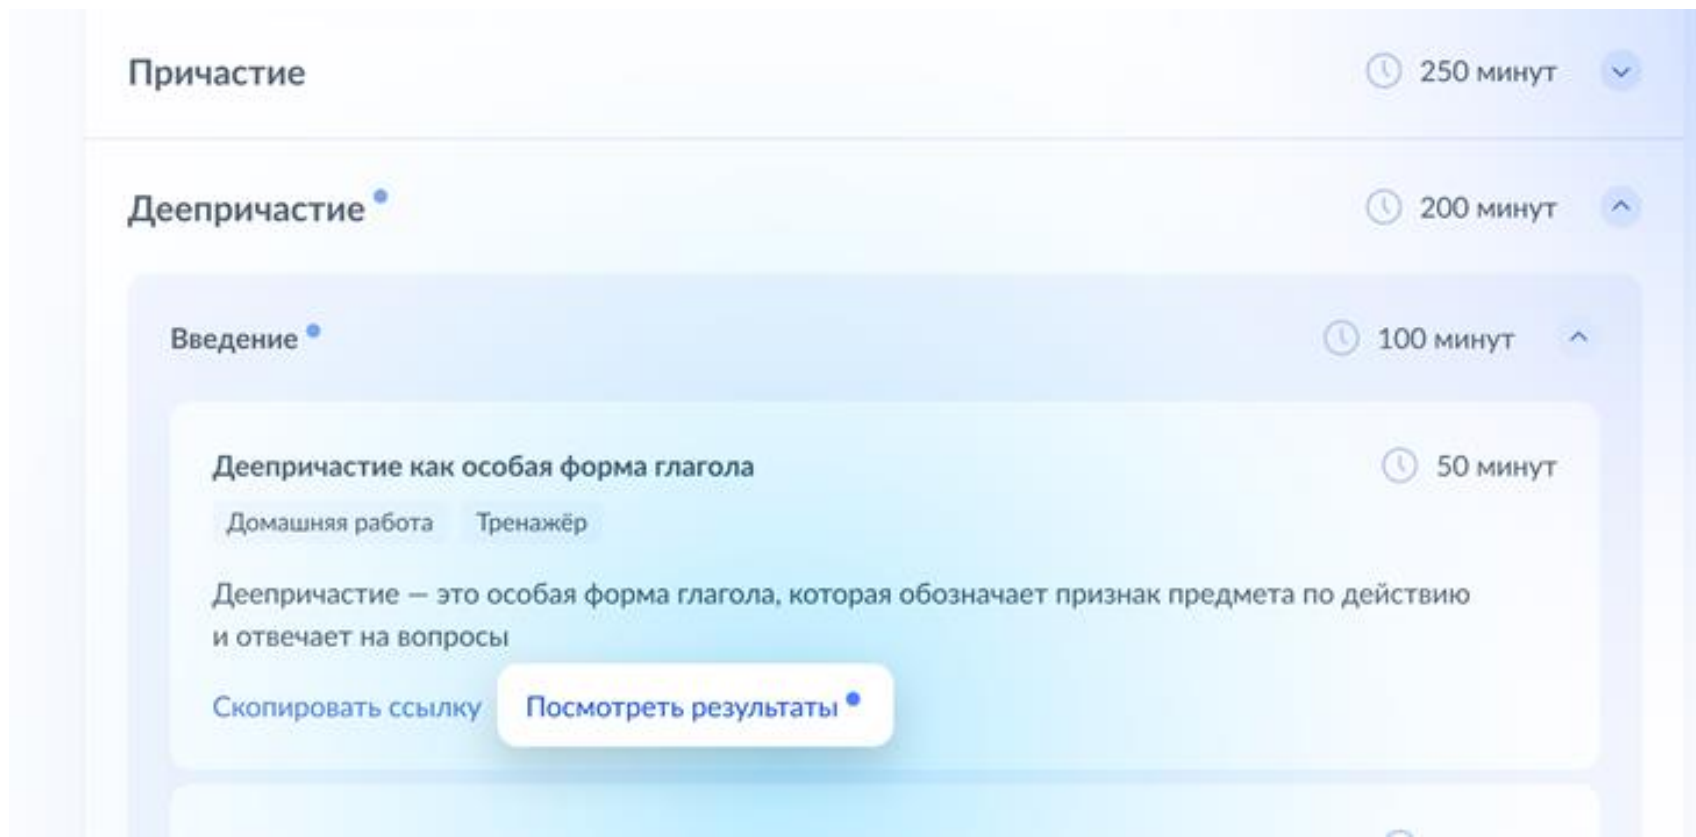 Причастие 250 минут
Деепричастие 200 минут
Введение 100 минут
Деепричастие как особая форма глагола 50 минут
Домашняя работа Тренажёр
Деепричастие — это особая форма глагола, которая обозначает признак предмета по действию
и отвечает на вопросы
Скопировать ссылку Посмотреть результаты